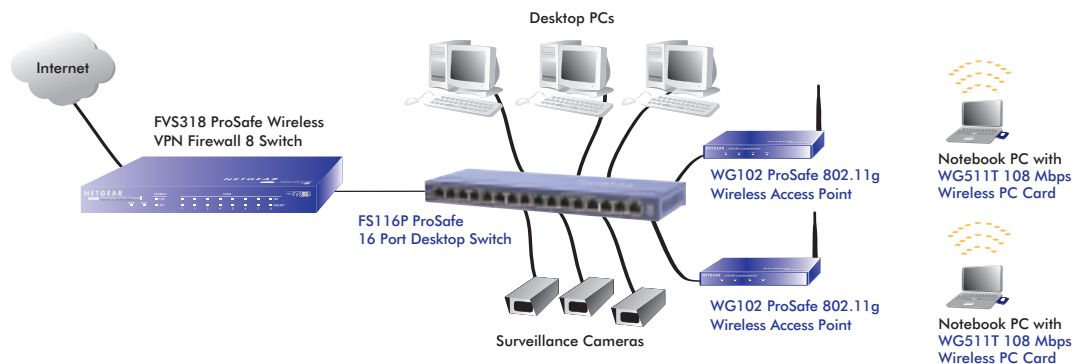 Desktop PCs
Internet
FVS318 ProSafe Wireless
VPN Firewall 8 Switch
NETGEAR
FS116P ProSafe
16 Port Desktop Switch
NETGEAR
WG102 ProSafe 802.11g
Wireless Access Point
NETGEAR
WG102 ProSafe 802.11g
Wireless Access Point
Surveillance Cameras
Notebook PC with
WG511T 108 Mbps
Wireless PC Card
Notebook PC with
WG511T 108 Mbps
Wireless PC Card